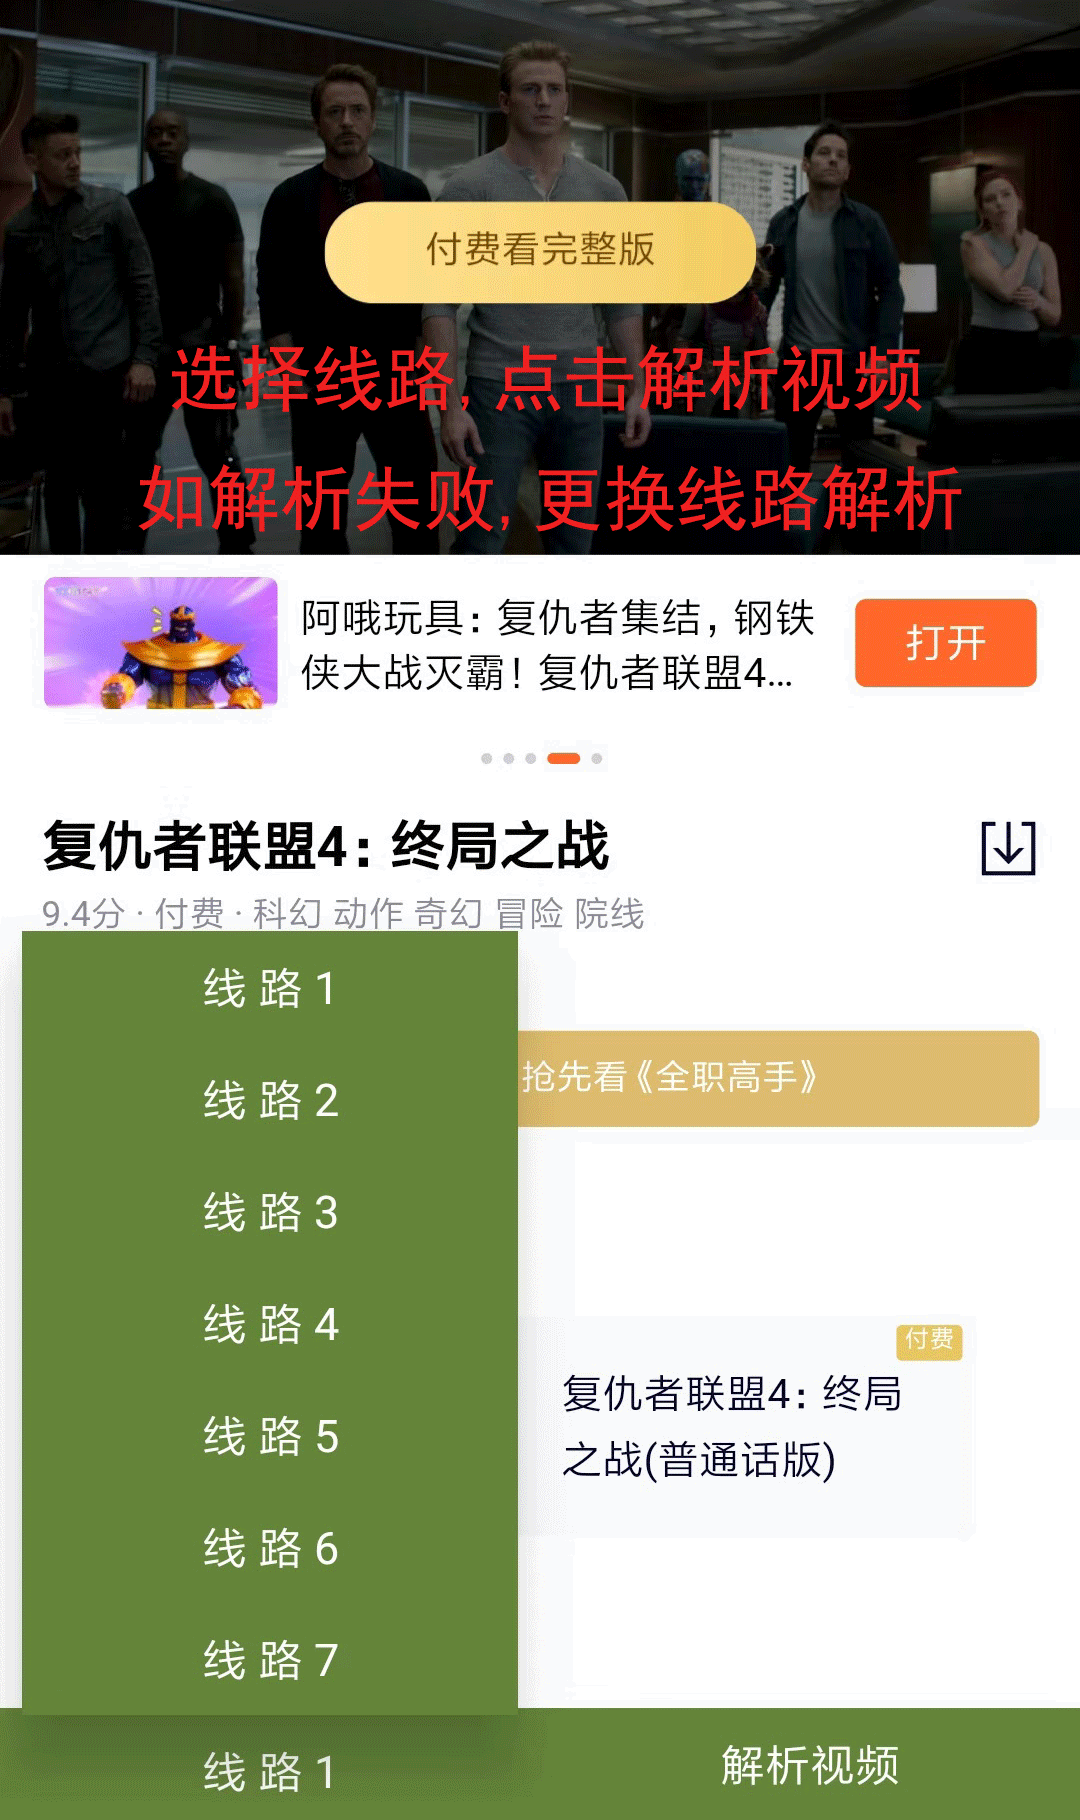 付费看完整版
选择线路,点击解析视频
如解析失败,更换线路解析
阿哦玩具：复仇者集结，钢铁
侠大战灭霸！复仇者联盟4...
打开
复仇者联盟4：终局之战
9.4分 · 付费 · 科幻 动作 奇幻 冒险 院线
抢先看《全职高手》
线 路 1
线 路 2
线 路 3
线 路 4
线 路 5
线 路 6
线 路 7
付费
复仇者联盟4：终局
之战(普通话版)
线 路 1
解析视频